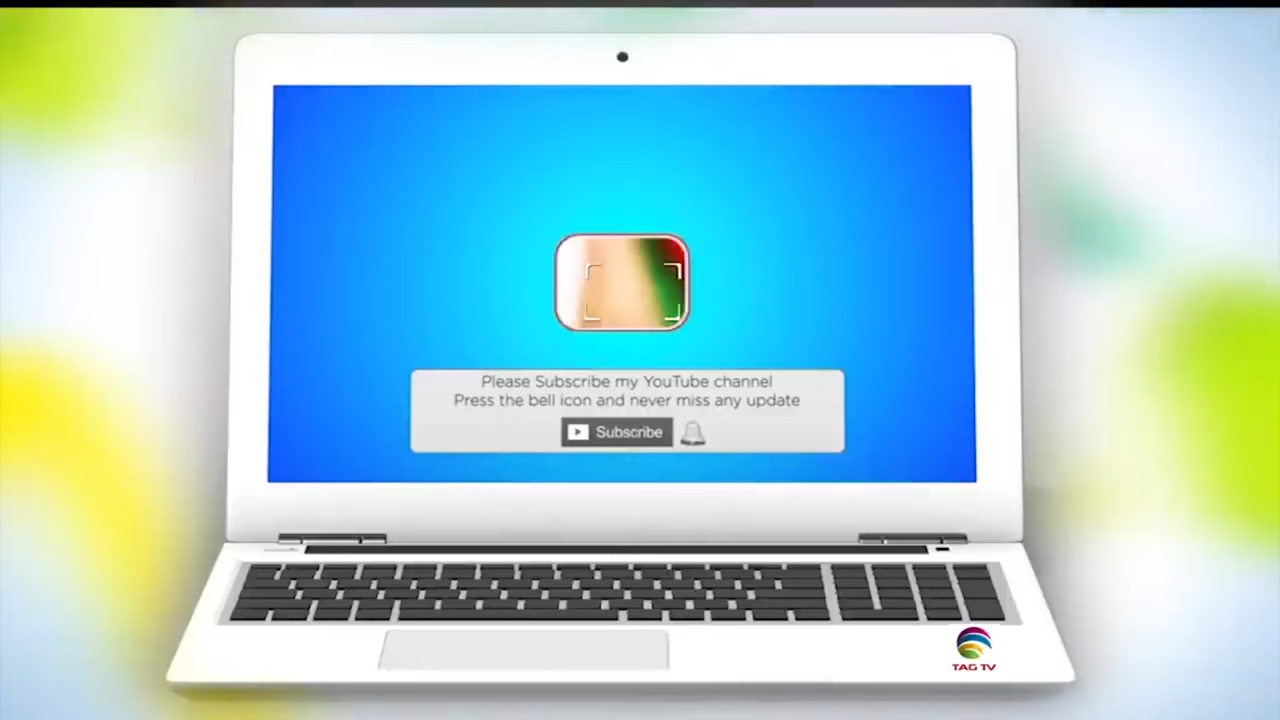 Please Subscribe my YouTube channel
Press the bell icon and never miss any update
Subscribe
TAG TV